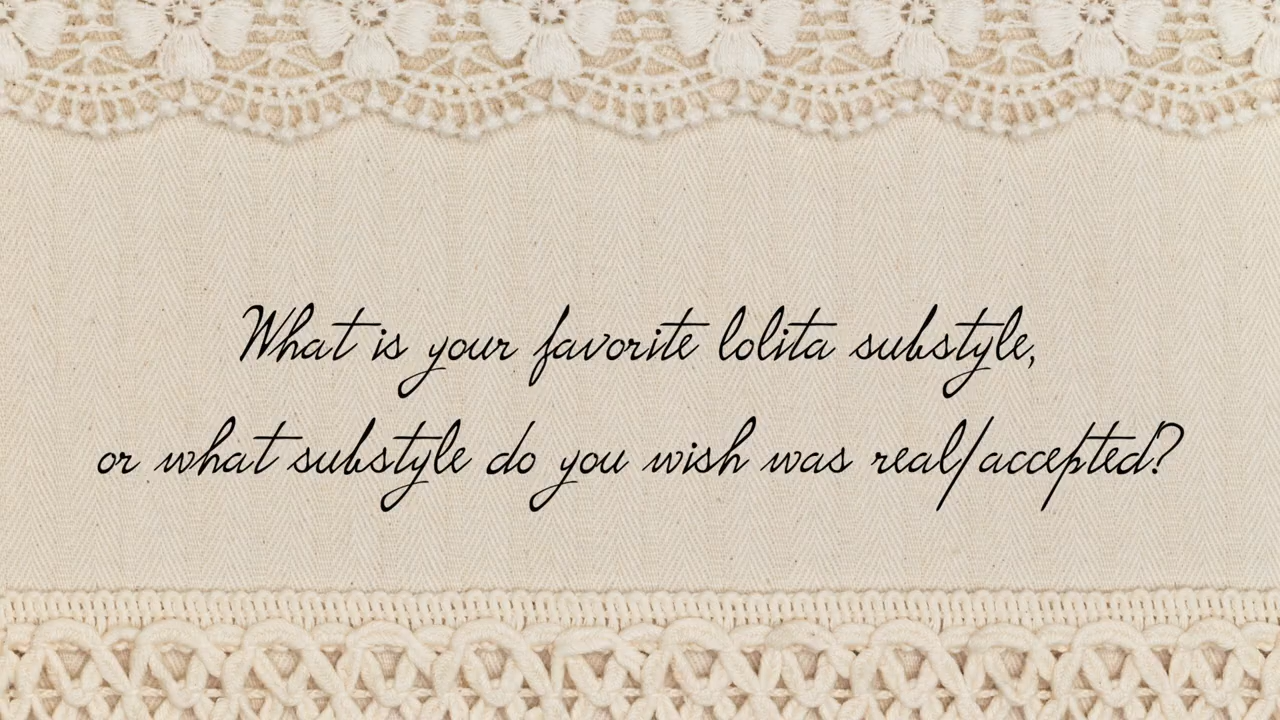 What is your favorite lolita substyle,
or what substyle do you wish was real/accepted?